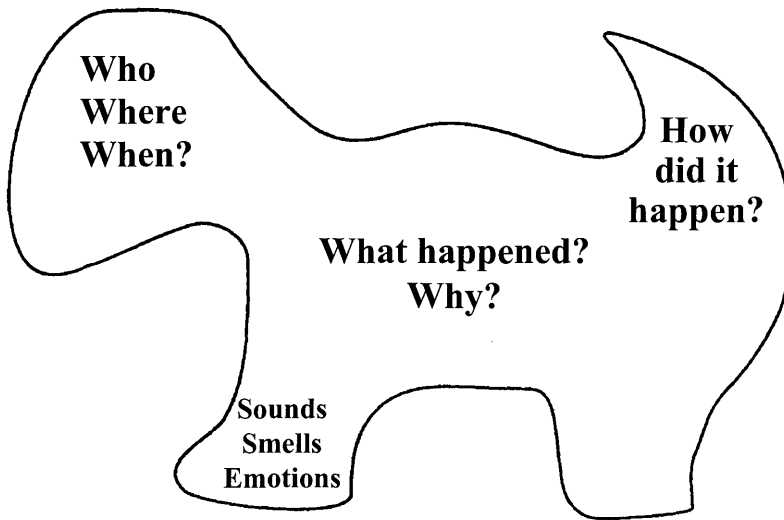 Who
Where
When?
How
did it
happen?
What happened?
Why?
Sounds
Smells
Emotions